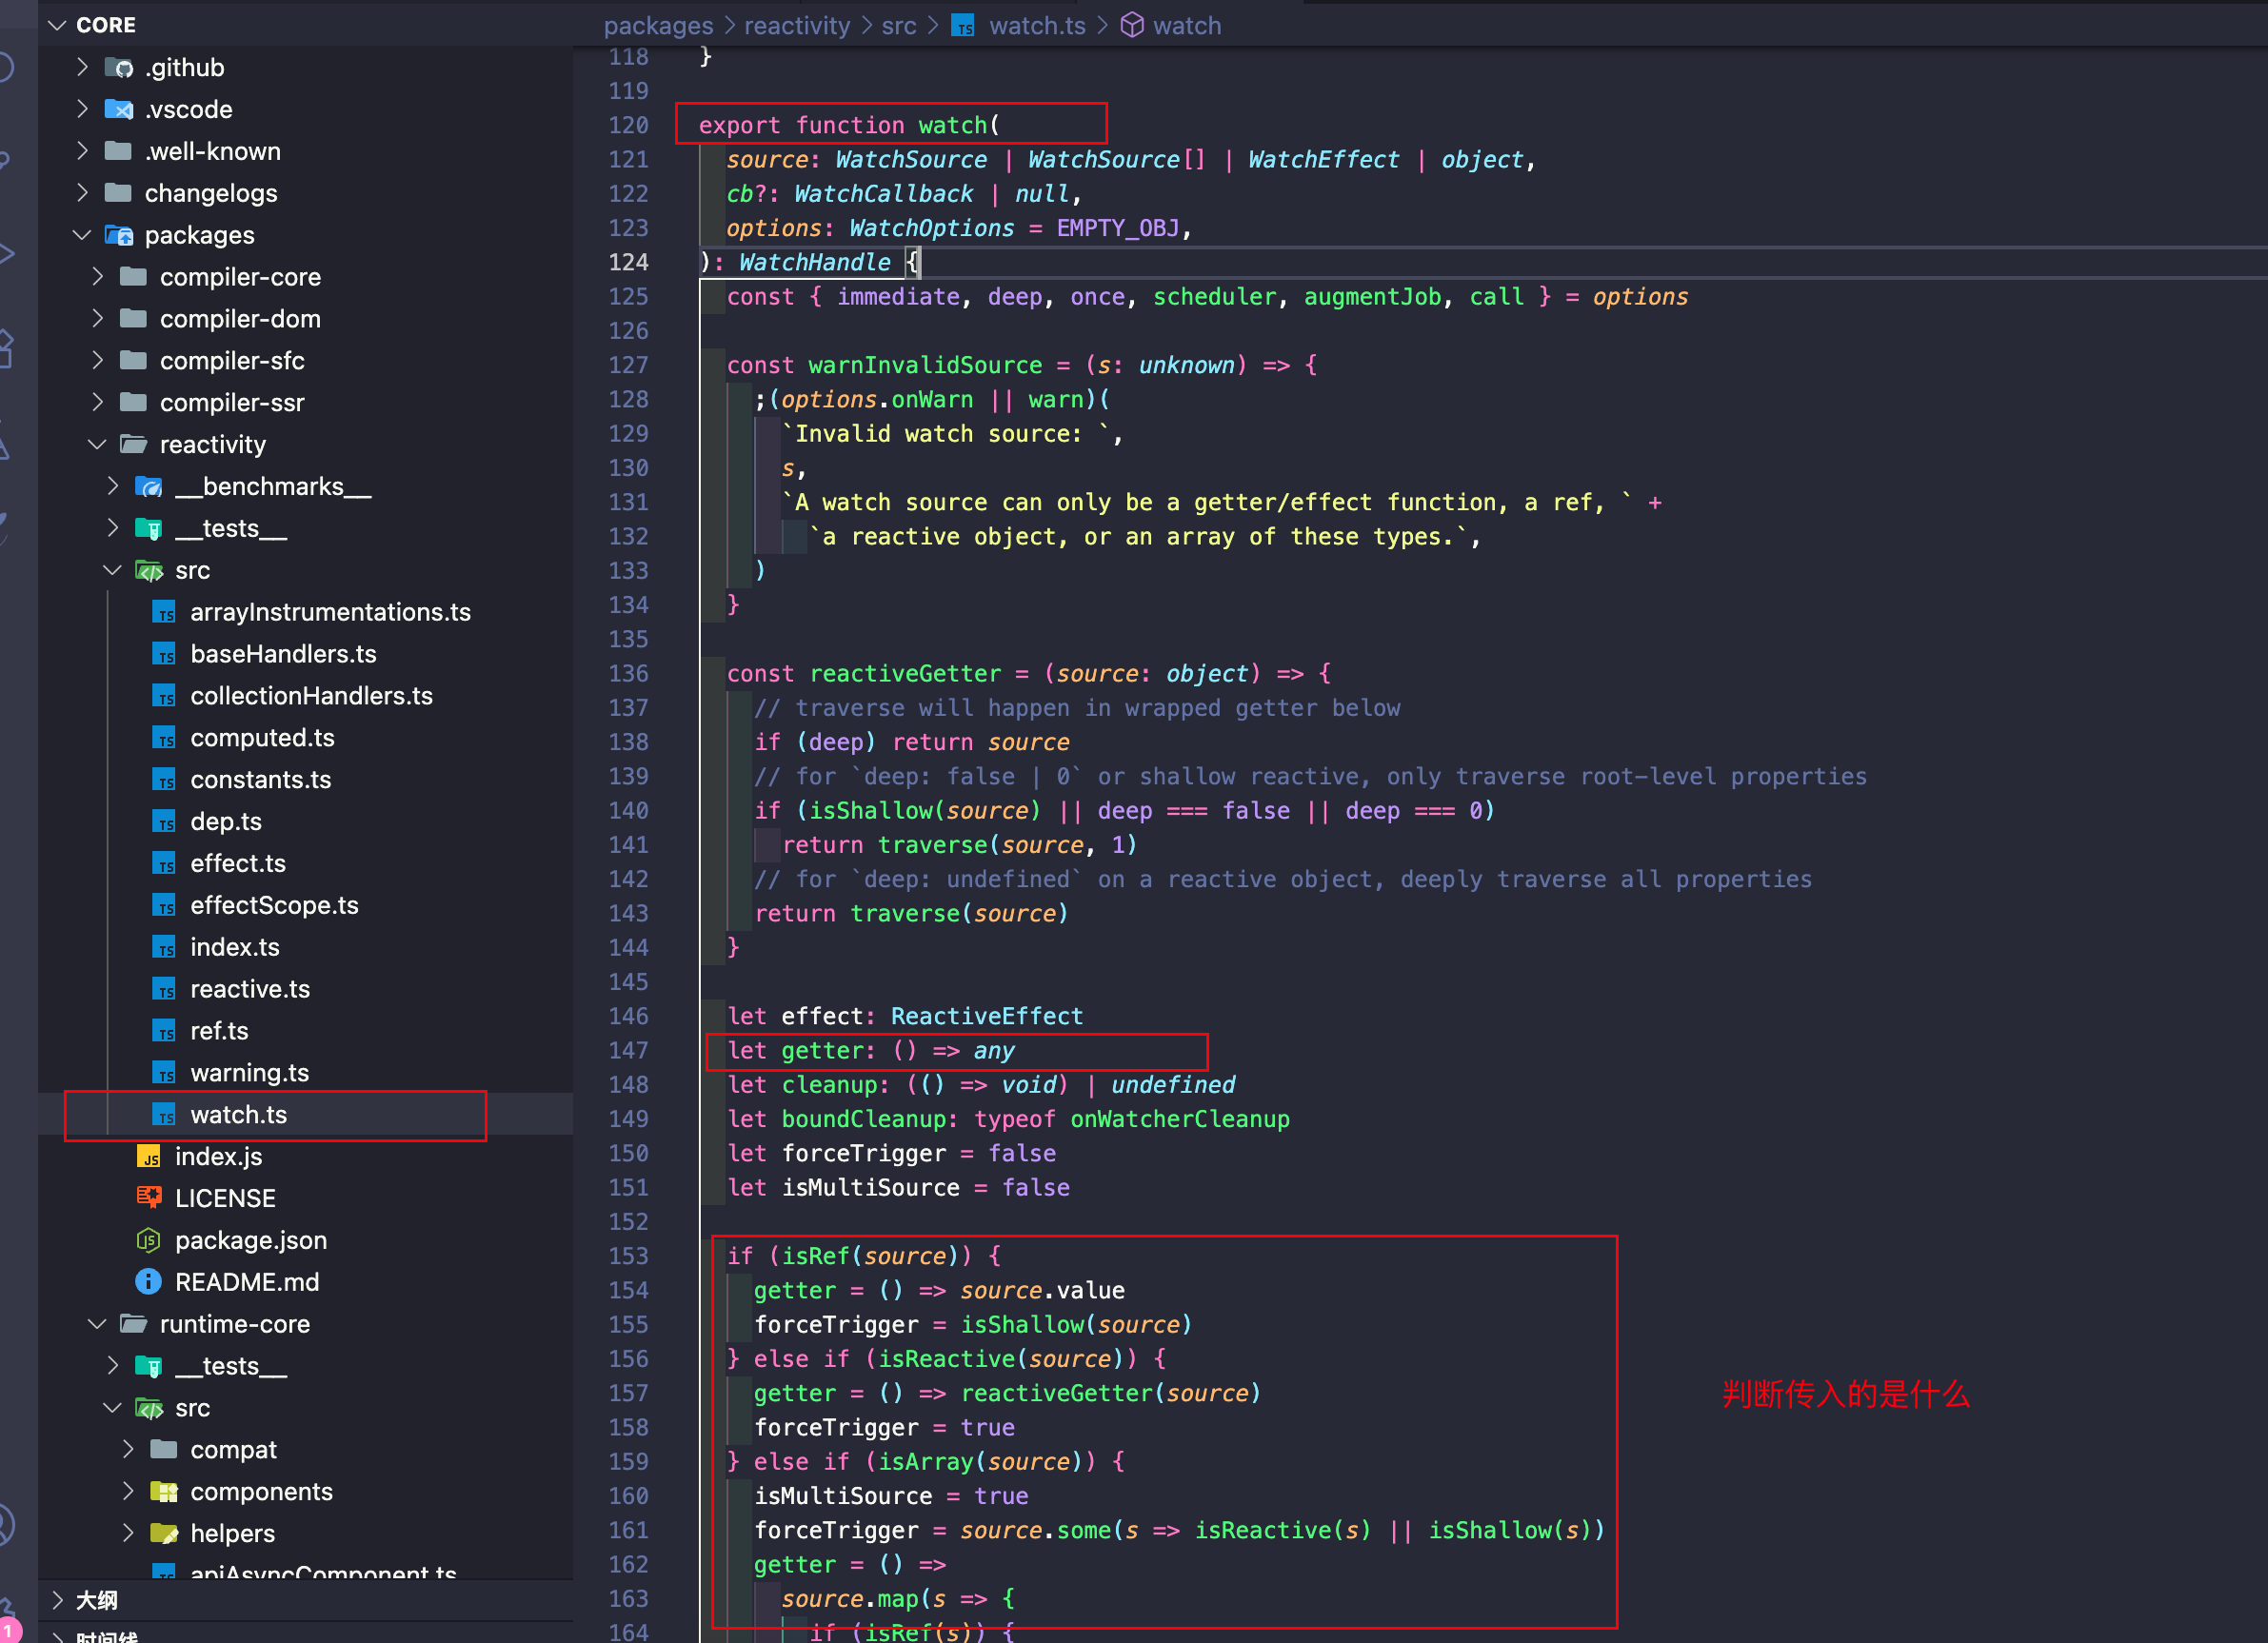 CORE
.github
.vscode
.well-known
changelogs
packages
compiler-core
compiler-dom
compiler-sfc
compiler-ssr
reactivity
__benchmarks__
__tests__
src
arrayInstrumentations.ts
baseHandlers.ts
collectionHandlers.ts
computed.ts
constants.ts
dep.ts
effect.ts
effectScope.ts
index.ts
reactive.ts
ref.ts
warning.ts
watch.ts
index.js
LICENSE
package.json
README.md
runtime-core
__tests__
src
compat
components
helpers
apiAsyncComponent.ts
大纲
时间线
1
packages > reactivity > src > TS watch.ts > watch
118 }
119
120 export function watch(
121 source: WatchSource | WatchSource[] | WatchEffect | object,
122 cb?: WatchCallback | null,
123 options: WatchOptions = EMPTY_OBJ,
124 ): WatchHandle {
125 const { immediate, deep, once, scheduler, augmentJob, call } = options
126
127 const warnInvalidSource = (s: unknown) => {
128 ;(options.onWarn || warn)(
129 `Invalid watch source: `,
130 s,
131 `A watch source can only be a getter/effect function, a ref, ` +
132 `a reactive object, or an array of these types.`,
133 )
134 }
135
136 const reactiveGetter = (source: object) => {
137 // traverse will happen in wrapped getter below
138 if (deep) return source
139 // for `deep: false | 0` or shallow reactive, only traverse root-level properties
140 if (isShallow(source) || deep === false || deep === 0)
141 return traverse(source, 1)
142 // for `deep: undefined` on a reactive object, deeply traverse all properties
143 return traverse(source)
144 }
145
146 let effect: ReactiveEffect
147 let getter: () => any
148 let cleanup: (() => void) | undefined
149 let boundCleanup: typeof onWatcherCleanup
150 let forceTrigger = false
151 let isMultiSource = false
152
153 if (isRef(source)) {
154 getter = () => source.value
155 forceTrigger = isShallow(source)
156 } else if (isReactive(source)) {
157 getter = () => reactiveGetter(source)
158 forceTrigger = true
159 } else if (isArray(source)) {
160 isMultiSource = true
161 forceTrigger = source.some(s => isReactive(s) || isShallow(s))
162 getter = () =>
163 source.map(s => {
164 if (isRef(s)) {
判断传入的是什么